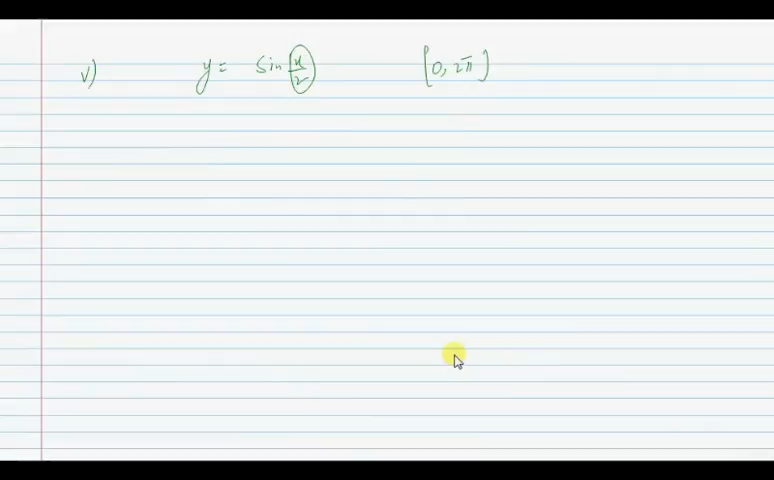 v) y = sin x/2 [0, 2π]